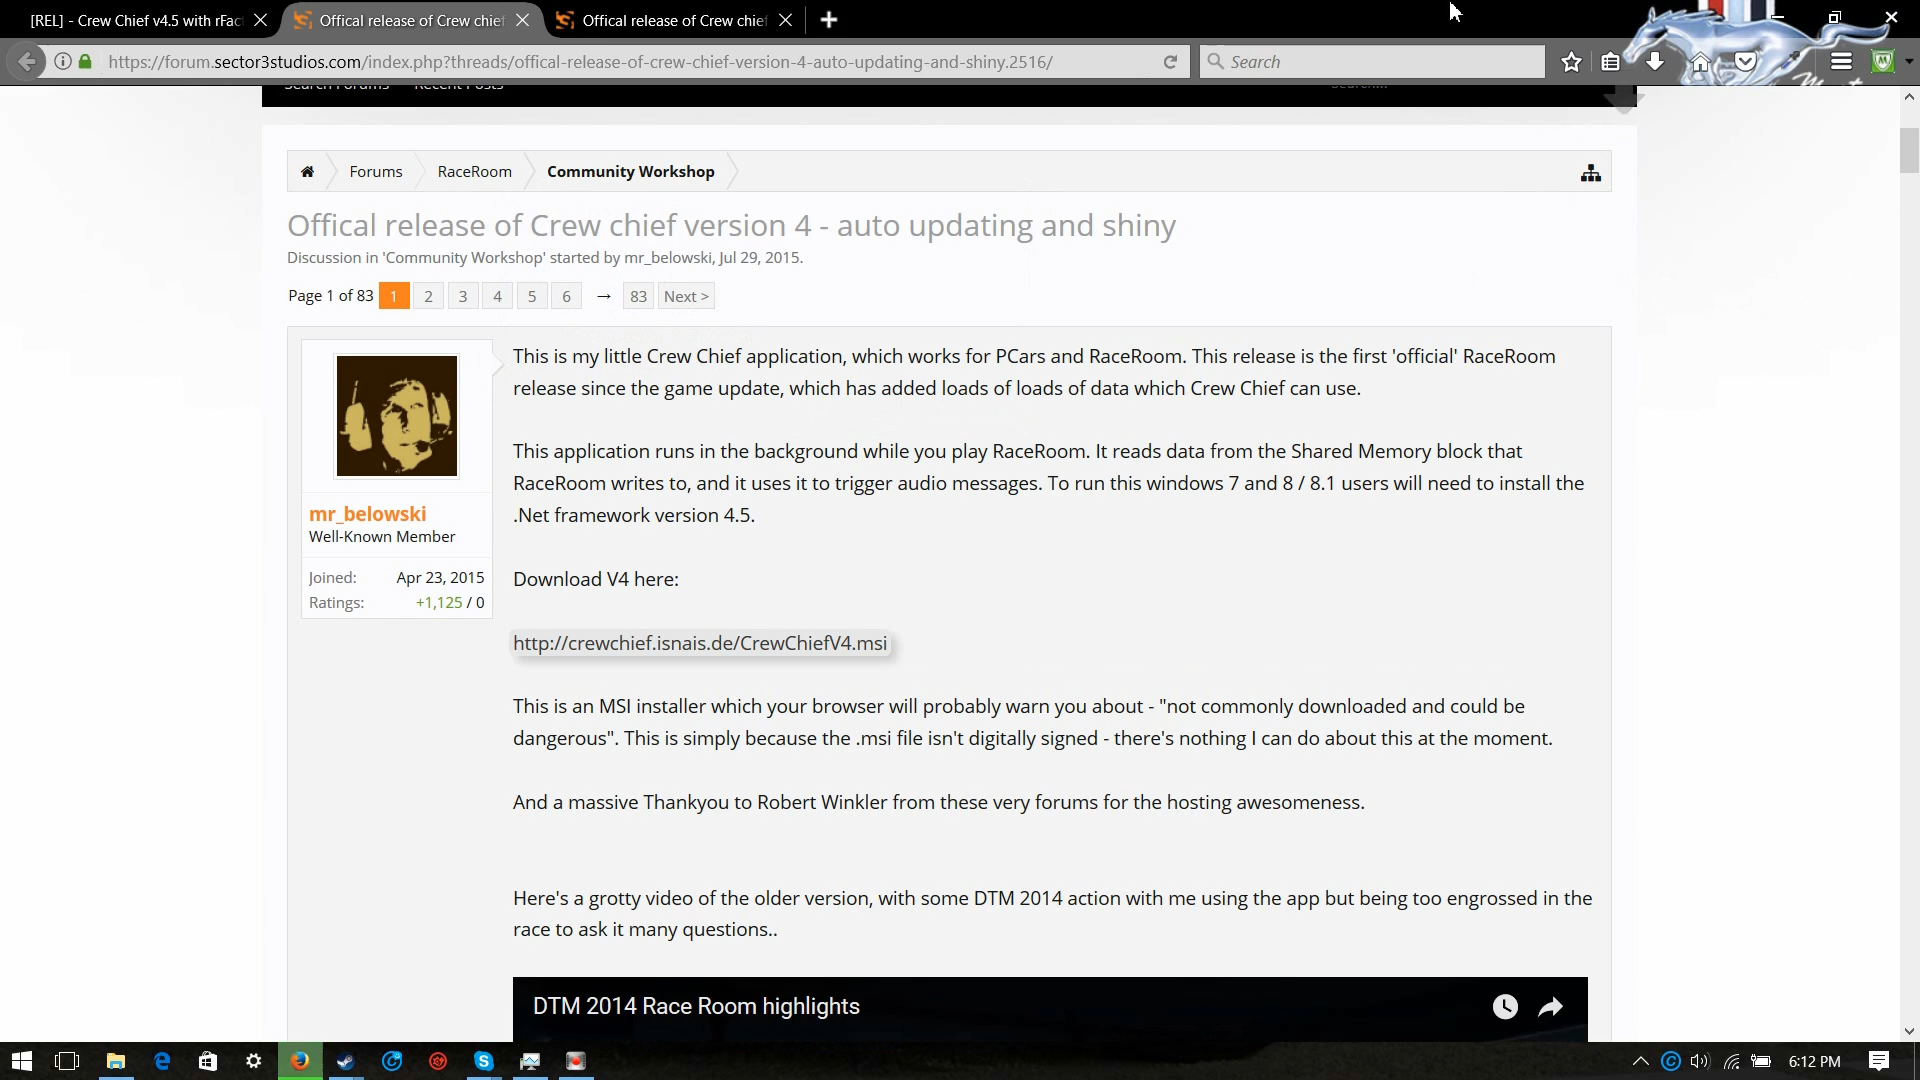 [REL] - Crew Chief v4.5 with rFac
Offical release of Crew chief
Offical release of Crew chief
https://forum.sector3studios.com/index.php?threads/offical-release-of-crew-chief-version-4-auto-updating-and-shiny.2516/
Search
Search Forums
Recent Posts
Search...
Forums
RaceRoom
Community Workshop
Offical release of Crew chief version 4 - auto updating and shiny
Discussion in 'Community Workshop' started by mr_belowski, Jul 29, 2015.
Page 1 of 83 1 2 3 4 5 6 → 83 Next >
mr_belowski
Well-Known Member
Joined: Apr 23, 2015
Ratings: +1,125 / 0
This is my little Crew Chief application, which works for PCars and RaceRoom. This release is the first 'official' RaceRoom
release since the game update, which has added loads of loads of data which Crew Chief can use.
This application runs in the background while you play RaceRoom. It reads data from the Shared Memory block that
RaceRoom writes to, and it uses it to trigger audio messages. To run this windows 7 and 8 / 8.1 users will need to install the
.Net framework version 4.5.
Download V4 here:
http://crewchief.isnais.de/CrewChiefV4.msi
This is an MSI installer which your browser will probably warn you about - "not commonly downloaded and could be
dangerous". This is simply because the .msi file isn't digitally signed - there's nothing I can do about this at the moment.
And a massive Thankyou to Robert Winkler from these very forums for the hosting awesomeness.
Here's a grotty video of the older version, with some DTM 2014 action with me using the app but being too engrossed in the
race to ask it many questions..
DTM 2014 Race Room highlights
6:12 PM